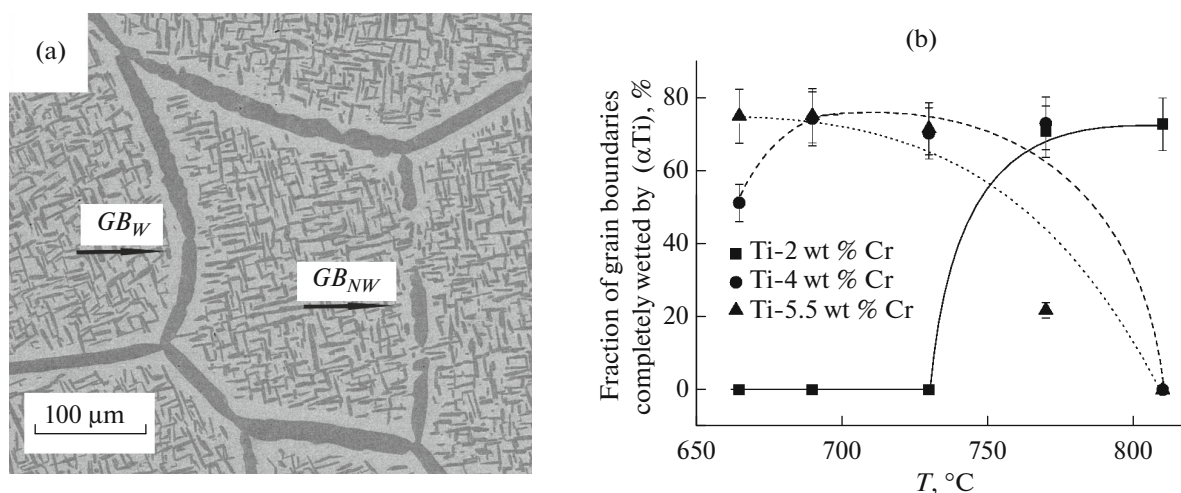 (a)
GB_W
GB_NW
100 µm
(b)
Fraction of grain boundaries
completely wetted by (αTi), %
80
60
40
20
0
Ti-2 wt % Cr
Ti-4 wt % Cr
Ti-5.5 wt % Cr
650
700
750
800
T, °C